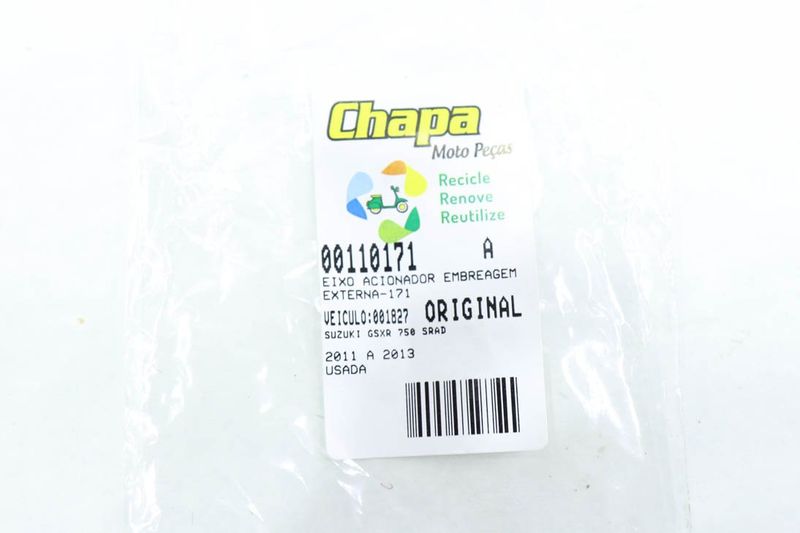 Chapa
Moto Peças
Recicle
Renove
Reutilize
00110171 A
EIXO ACIONADOR EMBREAGEM
EXTERNA-171
VEICULO:001827 ORIGINAL
SUZUKI GSXR 750 SRAD
2011 A 2013
USADA